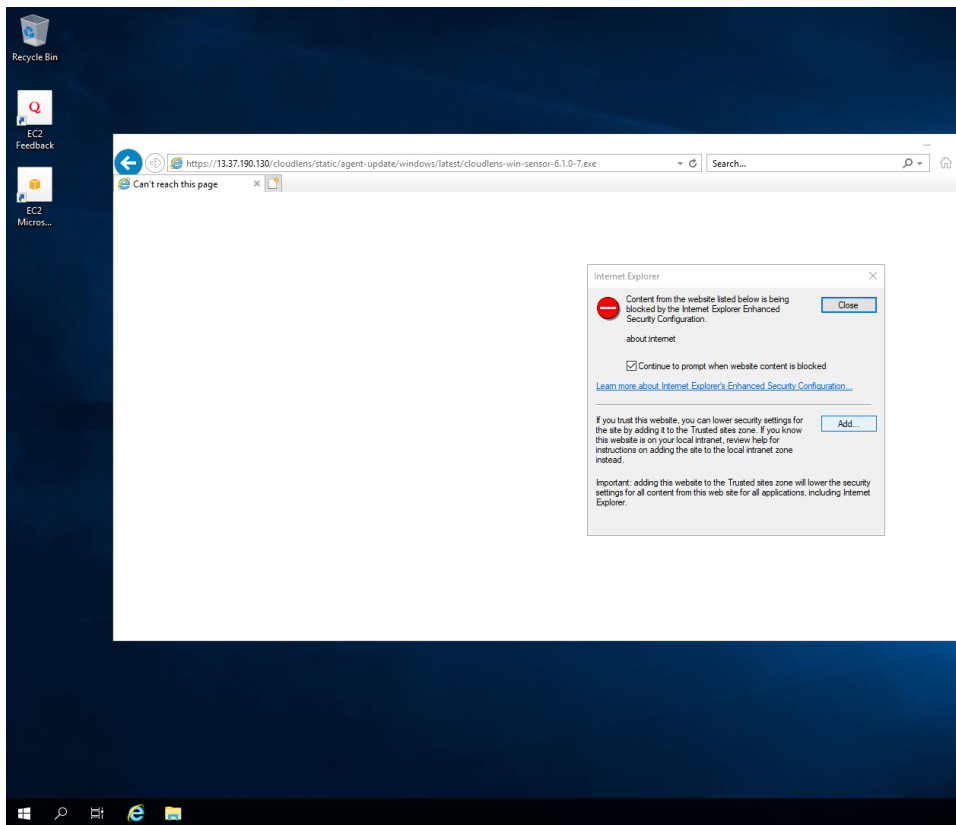 Recycle Bin
Q
EC2
Feedback
EC2
Micros...
https://13.37.190.130/cloudlens/static/agent-update/windows/latest/cloudlens-win-sensor-6.1.0-7.exe
Search...
Can't reach this page
Internet Explorer
Content from the website listed below is being
blocked by the Internet Explorer Enhanced
Security Configuration.
Close
about:internet
Continue to prompt when website content is blocked
Learn more about Internet Explorer's Enhanced Security Configuration...
If you trust this website, you can lower security settings for
the site by adding it to the Trusted sites zone. If you know
this website is on your local intranet, review help for
instructions on adding the site to the local intranet zone
instead.
Add...
Important: adding this website to the Trusted sites zone will lower the security
settings for all content from this web site for all applications, including Internet
Explorer.